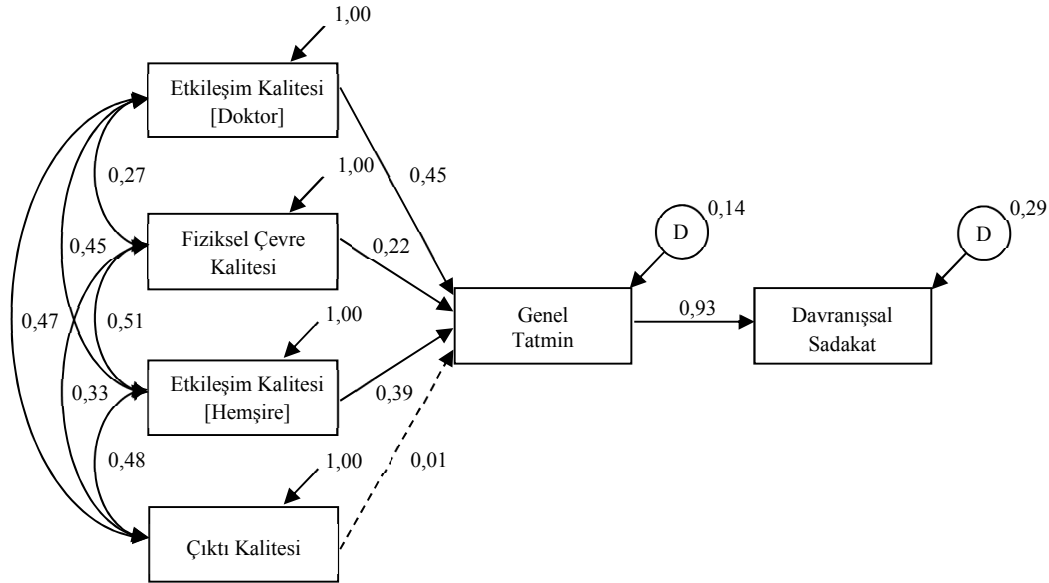 1,00
Etkileşim Kalitesi
[Doktor]
0,27
1,00
0,45
Fiziksel Çevre
Kalitesi
0,22
0,45
0,14
D
0,29
D
0,47
0,51
1,00
Genel
Tatmin
0,93
Davranışsal
Sadakat
0,33
Etkileşim Kalitesi
[Hemşire]
0,39
0,48
1,00
0,01
Çıktı Kalitesi